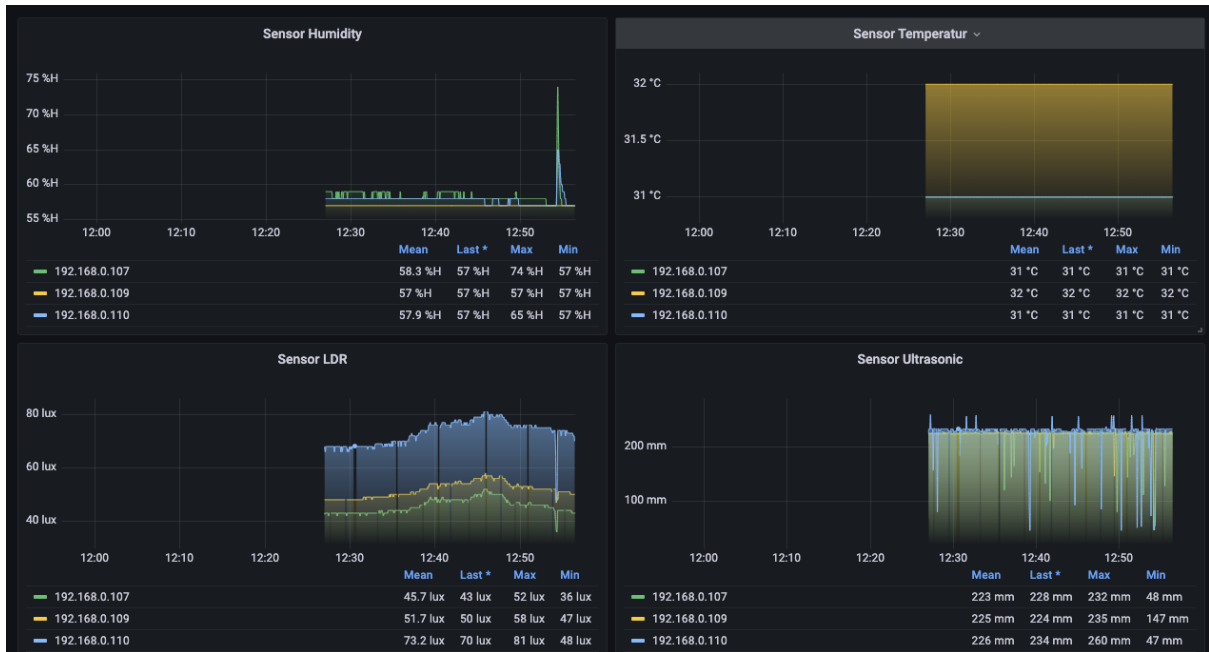 Sensor Humidity
75 %H
70 %H
65 %H
60 %H
55 %H
12:00 12:10 12:20 12:30 12:40 12:50
Mean Last * Max Min
192.168.0.107 58.3 %H 57 %H 74 %H 57 %H
192.168.0.109 57 %H 57 %H 57 %H 57 %H
192.168.0.110 57.9 %H 57 %H 65 %H 57 %H
Sensor Temperatur
32 °C
31.5 °C
31 °C
12:00 12:10 12:20 12:30 12:40 12:50
Mean Last * Max Min
192.168.0.107 31 °C 31 °C 31 °C 31 °C
192.168.0.109 32 °C 32 °C 32 °C 32 °C
192.168.0.110 31 °C 31 °C 31 °C 31 °C
Sensor LDR
80 lux
60 lux
40 lux
12:00 12:10 12:20 12:30 12:40 12:50
Mean Last * Max Min
192.168.0.107 45.7 lux 43 lux 52 lux 36 lux
192.168.0.109 51.7 lux 50 lux 58 lux 47 lux
192.168.0.110 73.2 lux 70 lux 81 lux 48 lux
Sensor Ultrasonic
200 mm
100 mm
12:00 12:10 12:20 12:30 12:40 12:50
Mean Last * Max Min
192.168.0.107 223 mm 228 mm 232 mm 48 mm
192.168.0.109 225 mm 224 mm 235 mm 147 mm
192.168.0.110 226 mm 234 mm 260 mm 47 mm